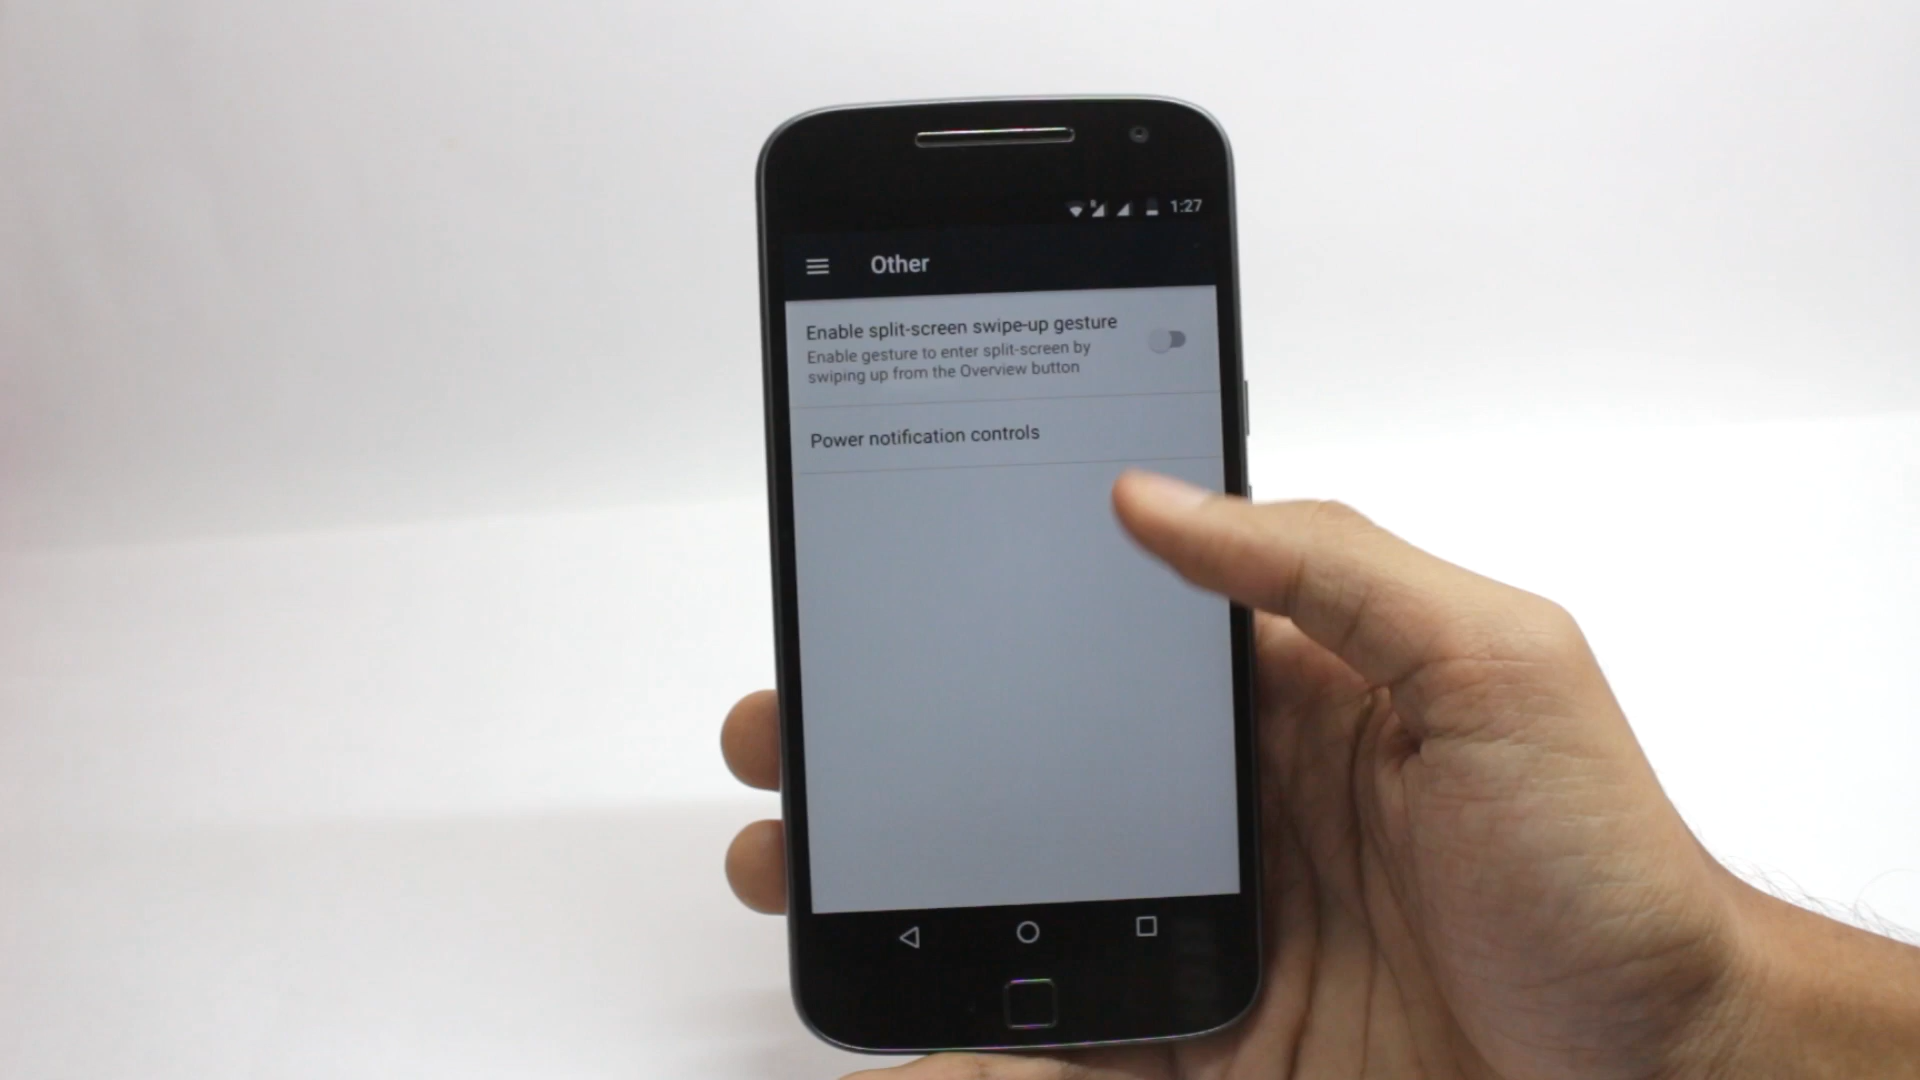 1:27
Other
Enable split-screen swipe-up gesture
Enable gesture to enter split-screen by
swiping up from the Overview button
Power notification controls